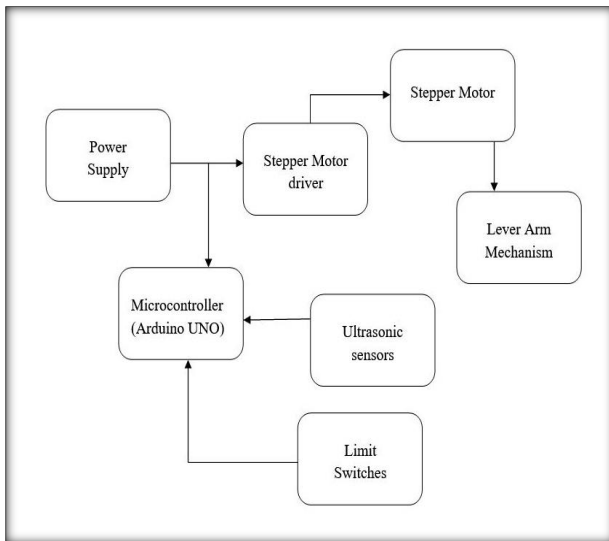 Stepper Motor
Power
Supply
Stepper Motor
driver
Lever Arm
Mechanism
Microcontroller
(Arduino UNO)
Ultrasonic
sensors
Limit
Switches